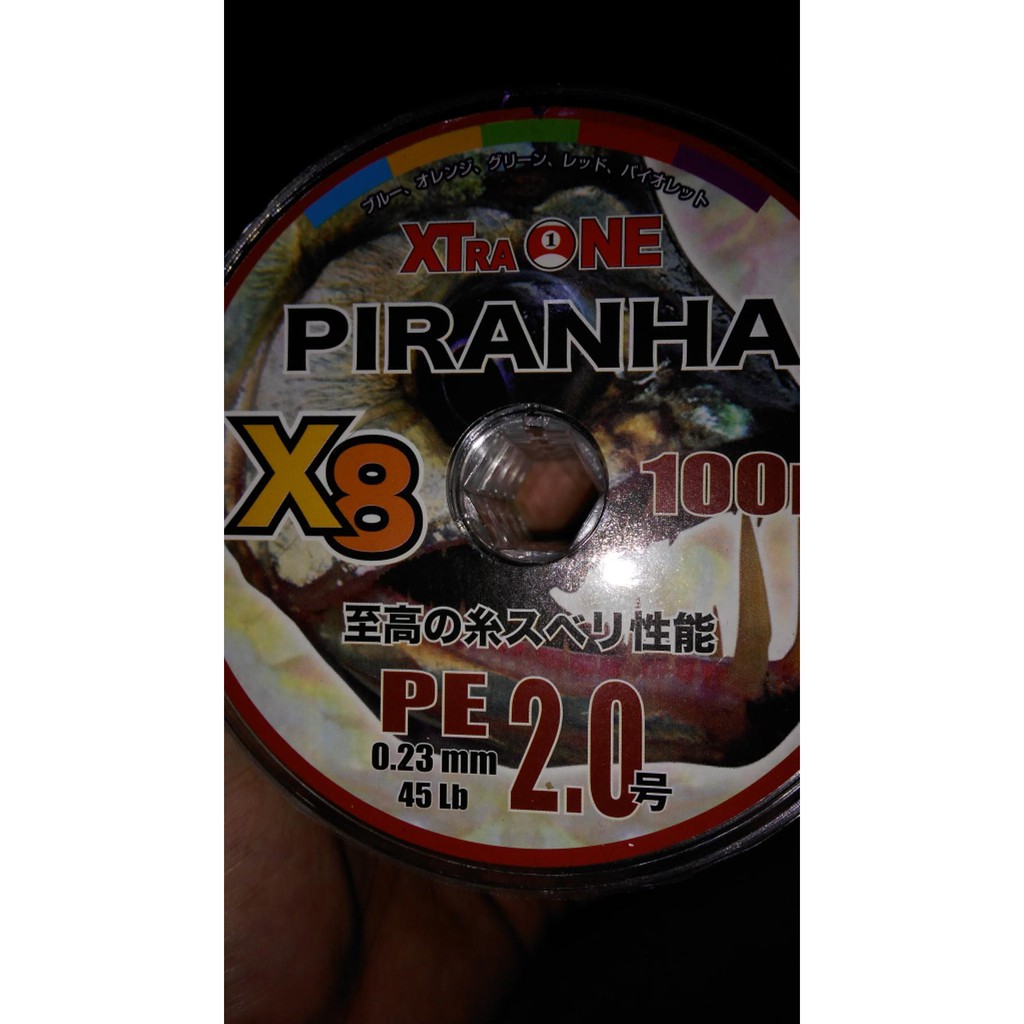 ブルー、オレンジ、グリーン、レッド、バイオレット
XTRA ONE
1
PIRANHA
X8
100
至高の糸スベリ性能
PE 2.0号
0.23 mm
45 Lb